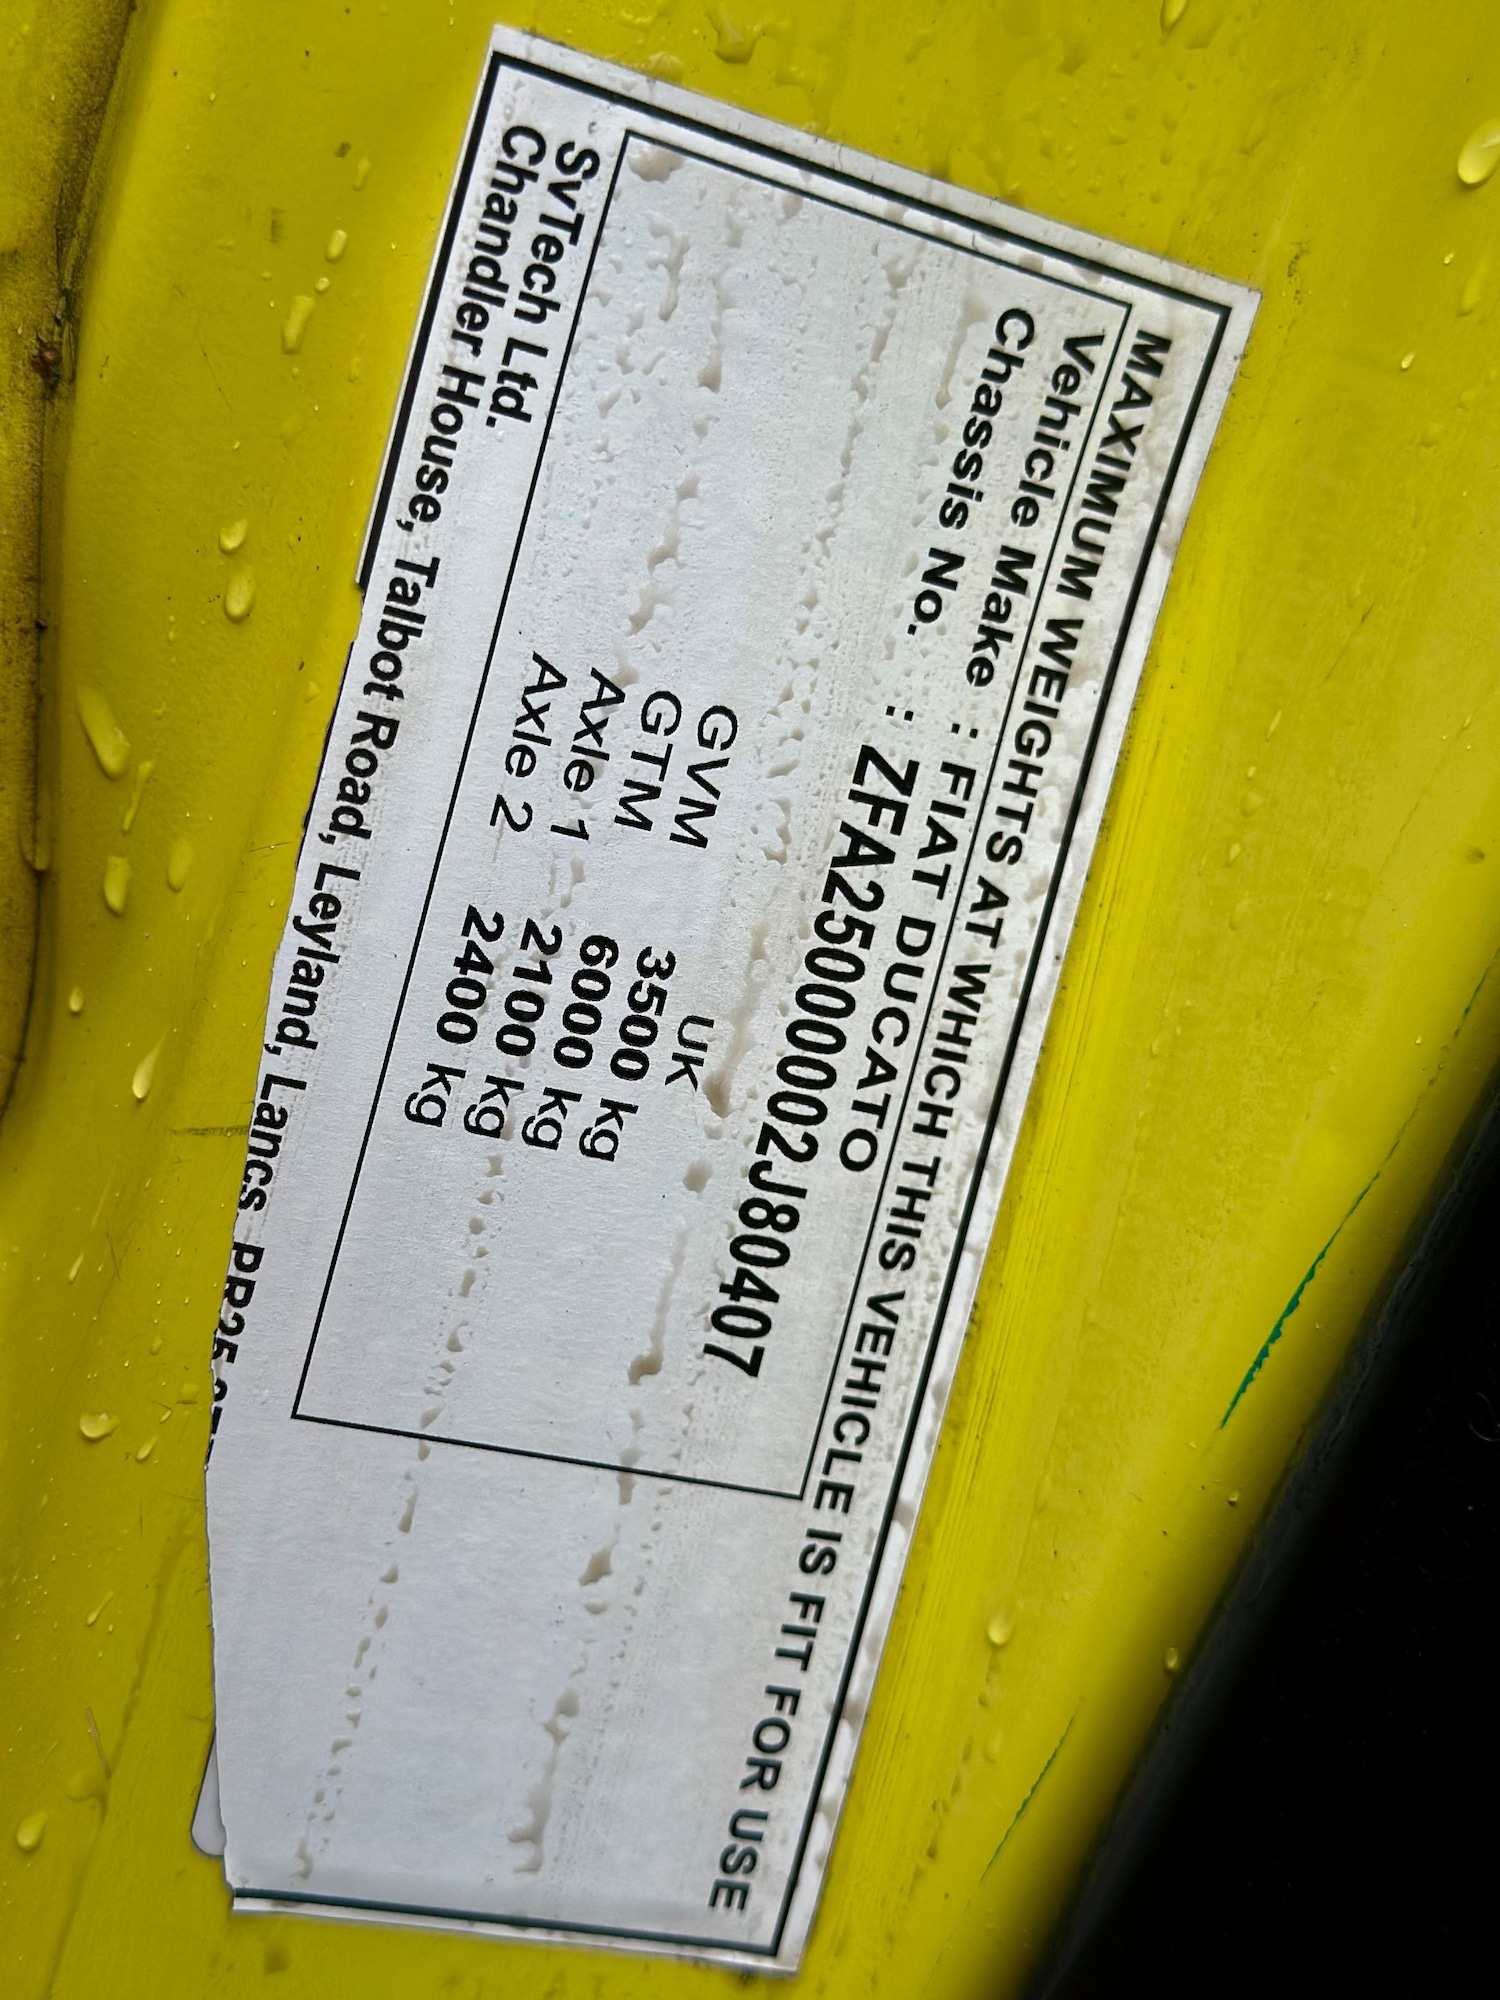 MAXIMUM WEIGHTS AT WHICH THIS VEHICLE IS FIT FOR USE
Vehicle Make : FIAT DUCATO
Chassis No. : ZFA25000002J80407
UK
GVM 3500 kg
GTM 6000 kg
Axle 1 2100 kg
Axle 2 2400 kg
SvTech Ltd.
Chandler House, Talbot Road, Leyland, Lancs PR25